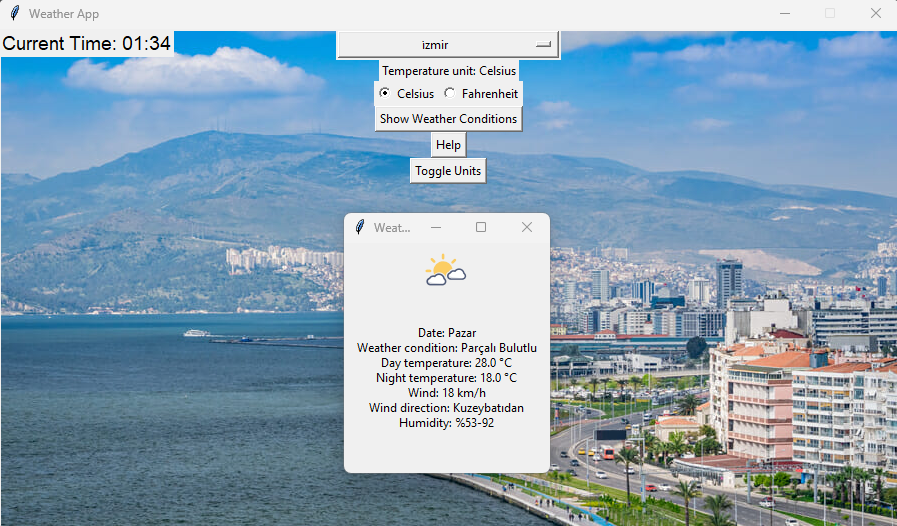 Weather App
Current Time: 01:34
izmir
Temperature unit: Celsius
Celsius Fahrenheit
Show Weather Conditions
Help
Toggle Units
Weat...
Date: Pazar
Weather condition: Parçalı Bulutlu
Day temperature: 28.0 °C
Night temperature: 18.0 °C
Wind: 18 km/h
Wind direction: Kuzeybatıdan
Humidity: %53-92